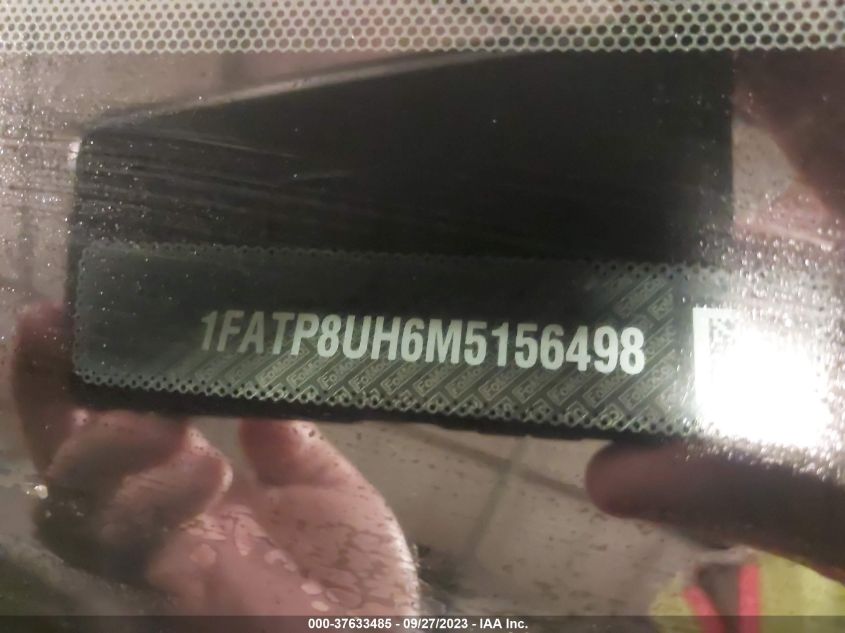 1FATP8UH6M5156498
000-37633485 - 09/27/2023 - IAA Inc.